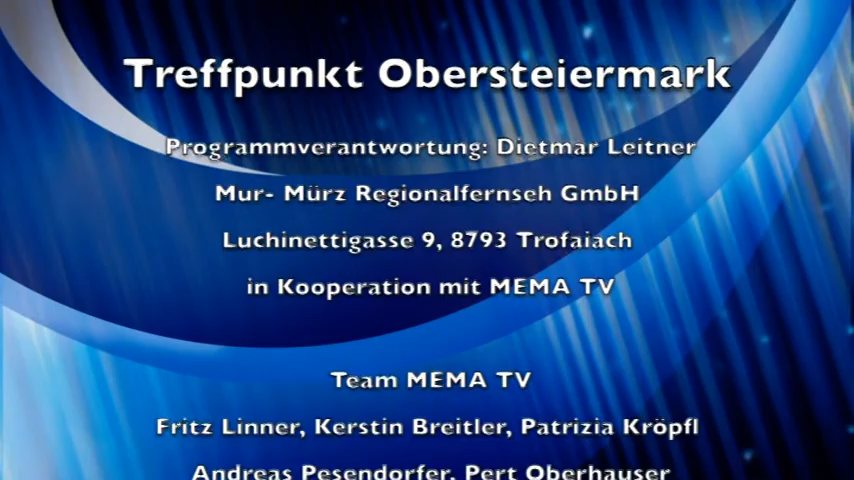 Treffpunkt Obersteiermark
Programmverantwortung: Dietmar Leitner
Mur- Mürz Regionalfernseh GmbH
Luchinettigasse 9, 8793 Trofaiach
in Kooperation mit MEMA TV
Team MEMA TV
Fritz Linner, Kerstin Breitler, Patrizia Kröpfl
Andreas Pesendorfer, Pert Oberhauser